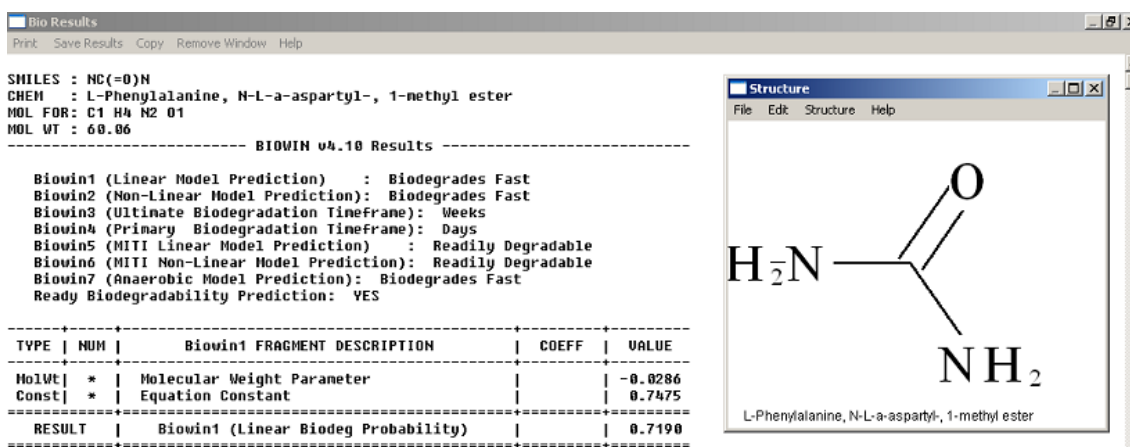 Bio Results
Print Save Results Copy Remove Window Help
SMILES : NC(=O)N
CHEM : L-Phenylalanine, N-L-a-aspartyl-, 1-methyl ester
MOL FOR: C1 H4 N2 O1
MOL WT : 60.06
--------------------------- BIOWIN v4.10 Results ----------------------------
Biowin1 (Linear Model Prediction) : Biodegrades Fast
Biowin2 (Non-Linear Model Prediction): Biodegrades Fast
Biowin3 (Ultimate Biodegradation Timeframe): Weeks
Biowin4 (Primary Biodegradation Timeframe): Days
Biowin5 (MITI Linear Model Prediction) : Readily Degradable
Biowin6 (MITI Non-Linear Model Prediction): Readily Degradable
Biowin7 (Anaerobic Model Prediction): Biodegrades Fast
Ready Biodegradability Prediction: YES
TYPE | NUM | Biowin1 FRAGMENT DESCRIPTION | COEFF | VALUE
MolWt| * | Molecular Weight Parameter | | -0.0286
Const| * | Equation Constant | | 0.7475
RESULT | Biowin1 (Linear Biodeg Probability) | | 0.7190
Structure
File Edit Structure Help
O
H2N
NH2
L-Phenylalanine, N-L-a-aspartyl-, 1-methyl ester